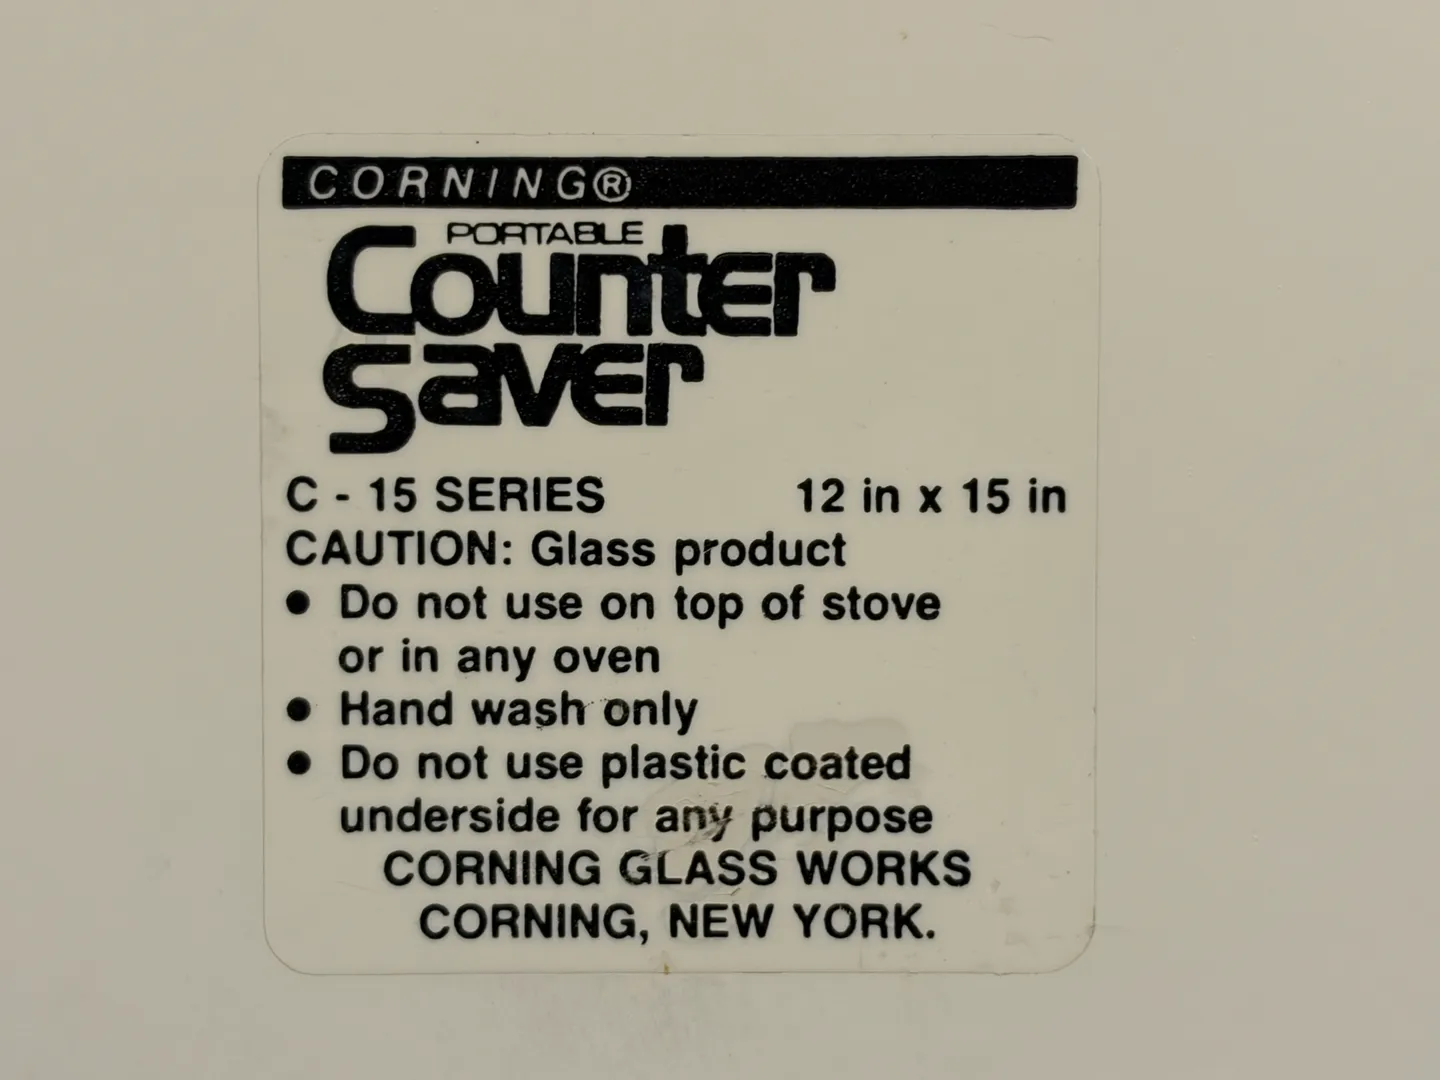 CORNING®
PORTABLE
Counter
saver
C - 15 SERIES 12 in x 15 in
CAUTION: Glass product
● Do not use on top of stove
or in any oven
● Hand wash only
● Do not use plastic coated
underside for any purpose
CORNING GLASS WORKS
CORNING, NEW YORK.